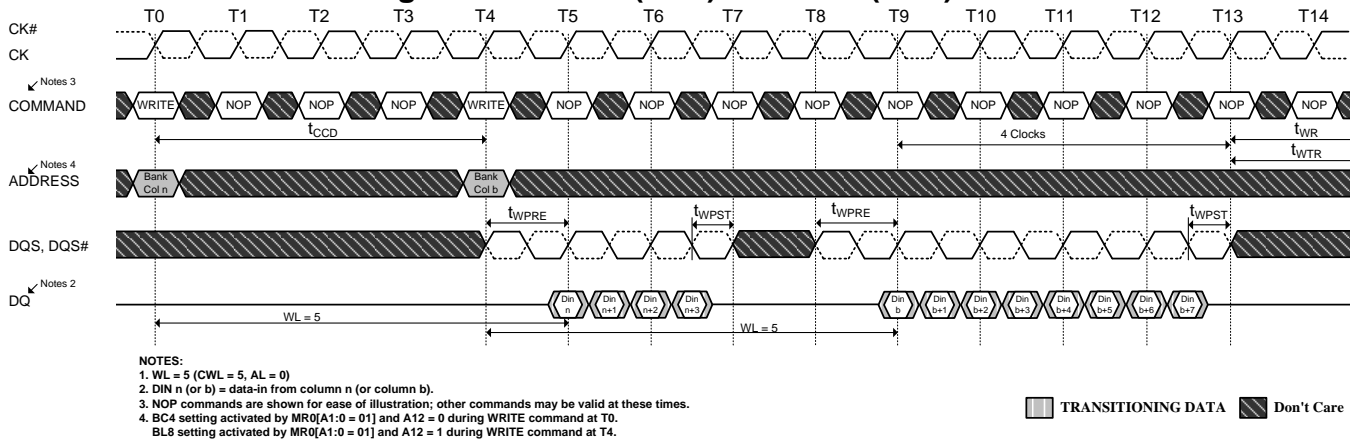 T0 T1 T2 T3 T4 T5 T6 T7 T8 T9 T10 T11 T12 T13 T14
CK#
CK
Notes 3
COMMAND
WRITE NOP NOP NOP WRITE NOP NOP NOP NOP NOP NOP NOP NOP NOP NOP
tCCD
4 Clocks
tWR
tWTR
Notes 4
ADDRESS
Bank Bank
Col n Col b
tWPRE tWPST tWPRE tWPST
DQS, DQS#
Notes 2
DQ
Din Din Din Din Din Din Din Din Din Din Din Din
n n+1 n+2 n+3 b b+1 b+2 b+3 b+4 b+5 b+6 b+7
WL = 5
WL = 5
NOTES:
1. WL = 5 (CWL = 5, AL = 0)
2. DIN n (or b) = data-in from column n (or column b).
3. NOP commands are shown for ease of illustration; other commands may be valid at these times.
4. BC4 setting activated by MR0[A1:0 = 01] and A12 = 0 during WRITE command at T0.
BL8 setting activated by MR0[A1:0 = 01] and A12 = 1 during WRITE command at T4.
TRANSITIONING DATA Don't Care